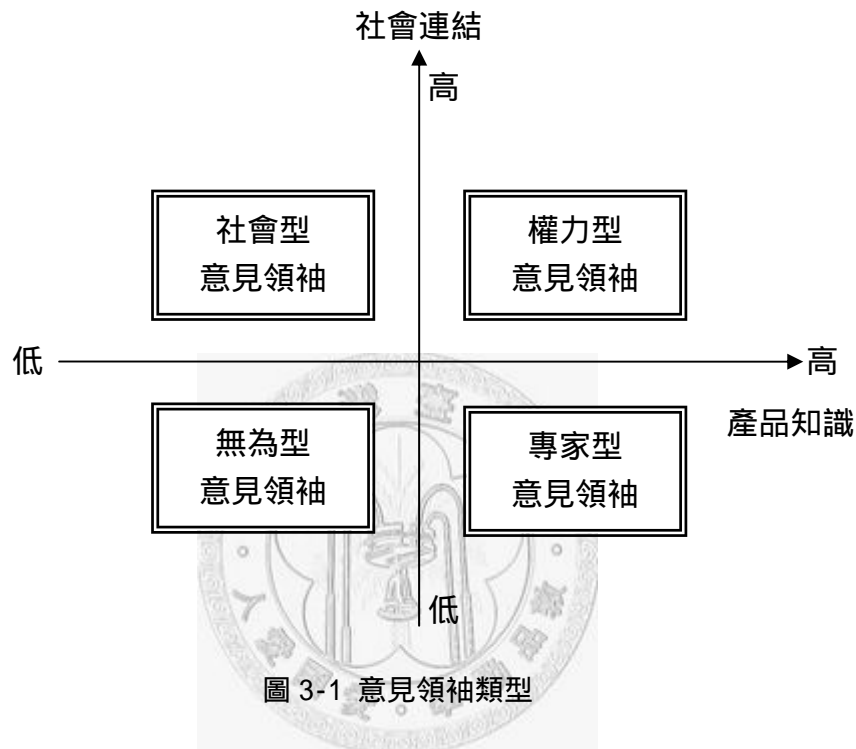 社會連結
高
社會型
意見領袖
權力型
意見領袖
低
高
產品知識
無為型
意見領袖
專家型
意見領袖
低
圖 3-1 意見領袖類型